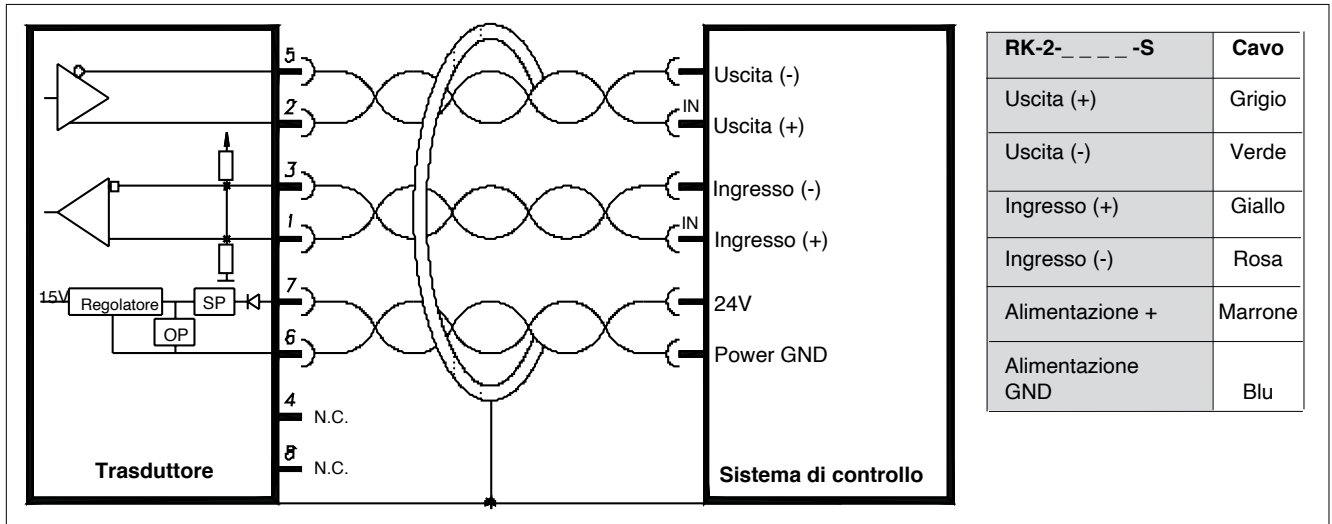 5
2
3
1
7
6
4 N.C.
8 N.C.
15V
Regolatore
SP
OP
Trasduttore
Uscita (-)
IN
Uscita (+)
Ingresso (-)
IN
Ingresso (+)
24V
Power GND
Sistema di controllo
RK-2-_ _ _ _ -S Cavo
Uscita (+) Grigio
Uscita (-) Verde
Ingresso (+) Giallo
Ingresso (-) Rosa
Alimentazione + Marrone
Alimentazione
GND Blu